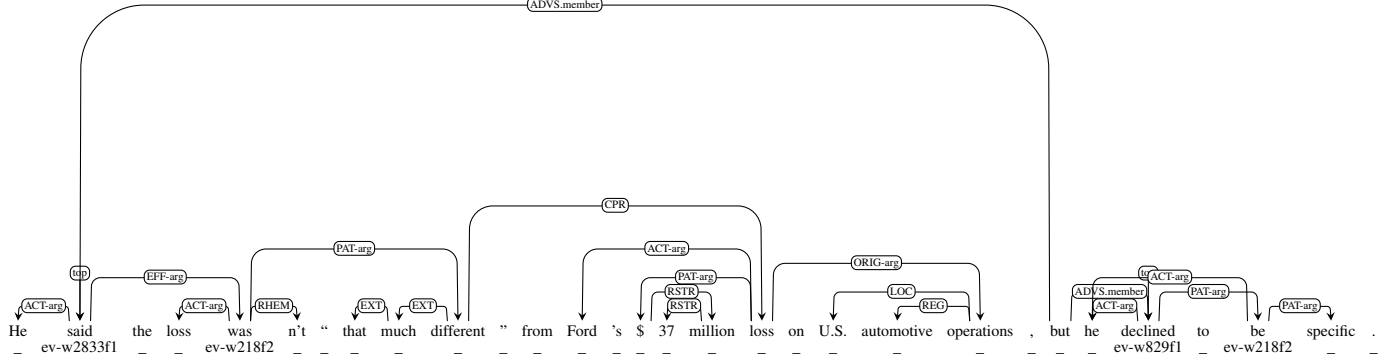 ADVS.member
CPR
PAT-arg ACT-arg
ORIG-arg
top EFF-arg PAT-arg ACT-arg
RSTR LOC ADVS.member PAT-arg
ACT-arg ACT-arg RHEM EXT EXT RSTR REG ACT-arg PAT-arg
He said the loss was n't “ that much different ” from Ford 's $ 37 million loss on U.S. automotive operations , but he declined to be specific .
_ ev-w2833f1 _ _ ev-w218f2 _ _ _ _ _ _ _ _ _ _ _ _ _ _ _ _ _ _ _ _ ev-w829f1 _ ev-w218f2 _ _